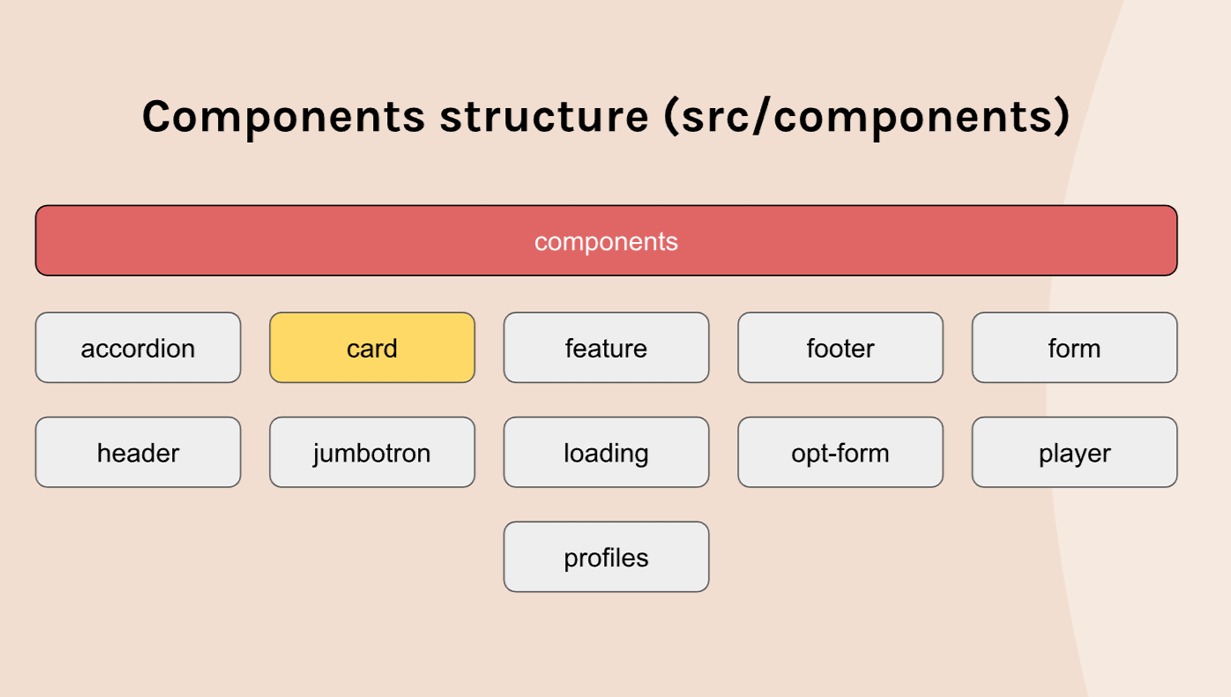 Components structure (src/components)
components
accordion
card
feature
footer
form
header
jumbotron
loading
opt-form
player
profiles